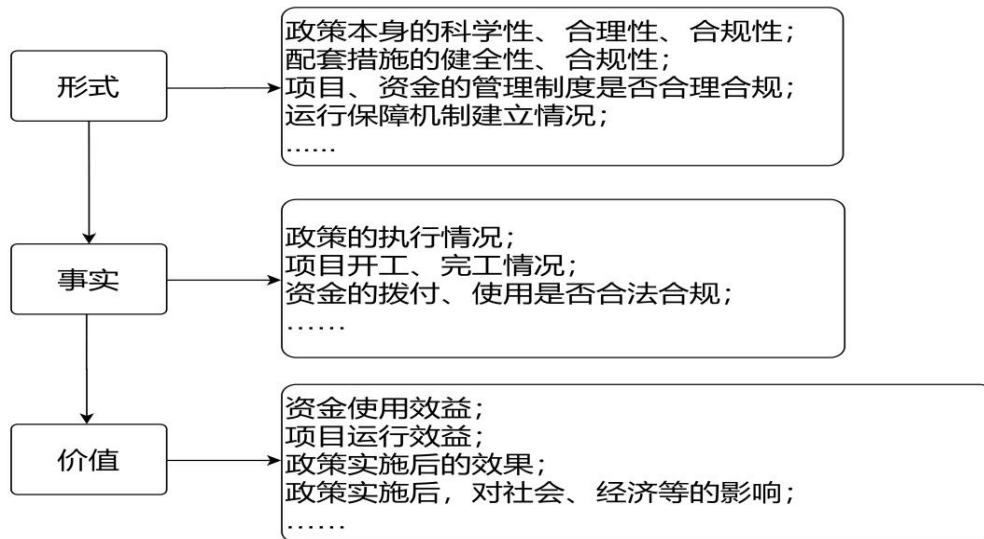 形式
政策本身的科学性、合理性、合规性；
配套措施的健全性、合规性；
项目、资金的管理制度是否合理合规；
运行保障机制建立情况；
……
事实
政策的执行情况；
项目开工、完工情况；
资金的拨付、使用是否合法合规；
……
价值
资金使用效益；
项目运行效益；
政策实施后的效果；
政策实施后，对社会、经济等的影响；
……